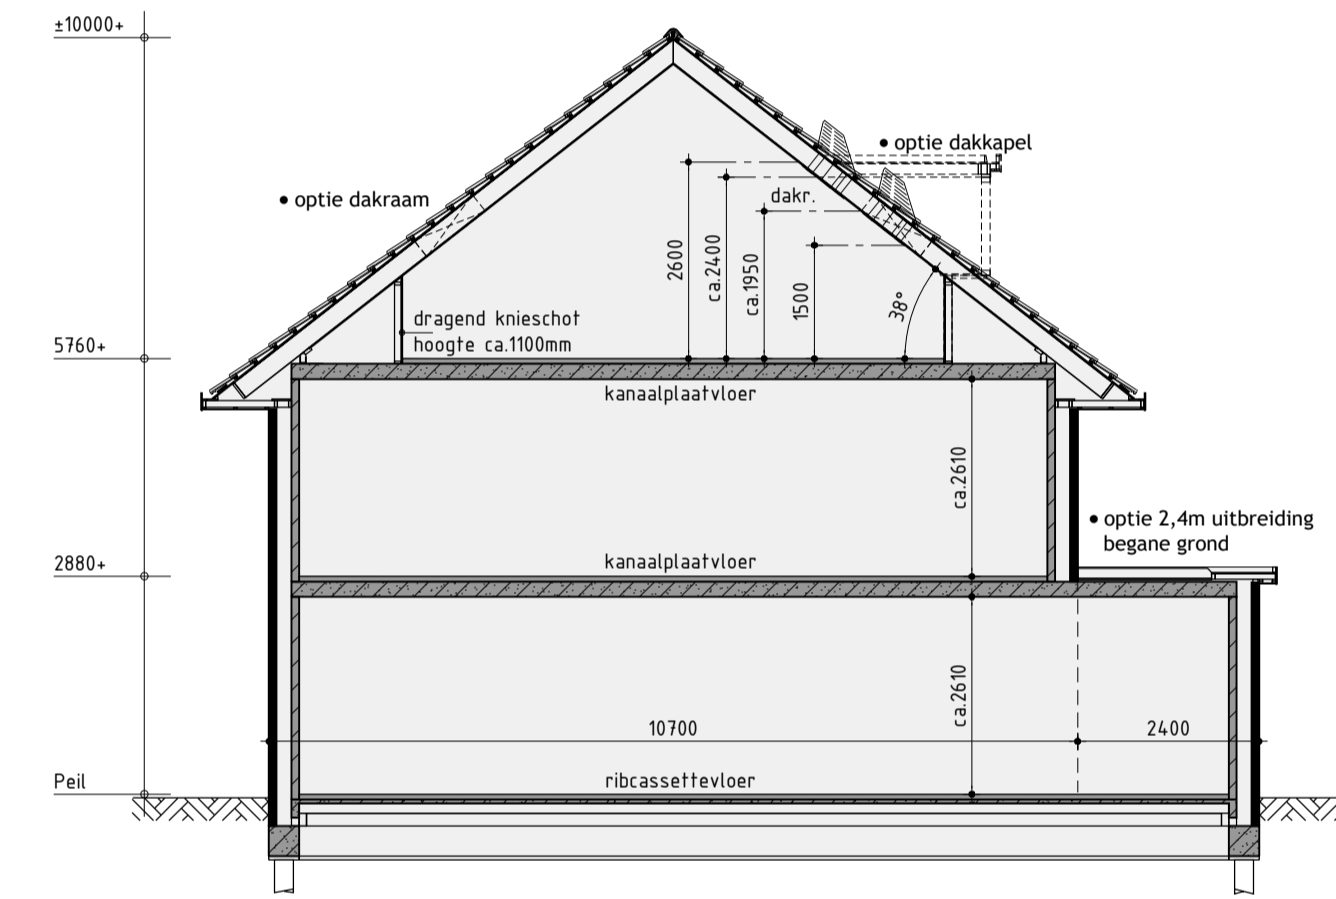 ±10000+
• optie dakkapel
• optie dakraam
dakr.
2600
ca.2400
ca.1950
1500
38°
dragend knieschot
hoogte ca.1100mm
5760+
kanaalplaatvloer
ca.2610
• optie 2,4m uitbreiding
begane grond
2880+
kanaalplaatvloer
ca.2610
10700
2400
Peil
ribcassettevloer